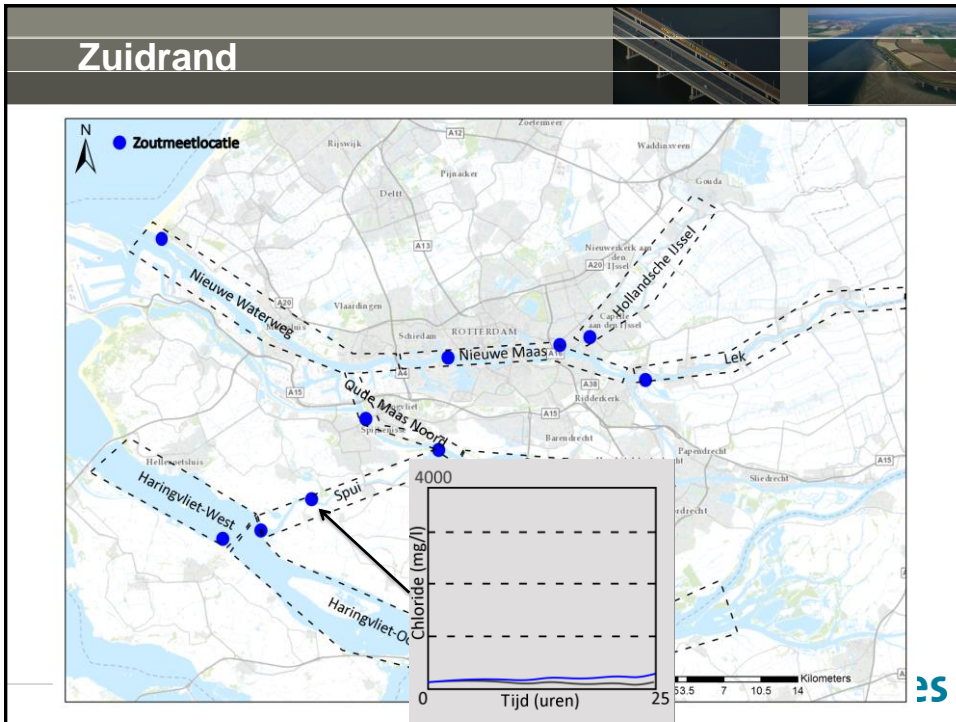 Zuidrand
N
Zoutmeetlocatie
Zoetermeer
A12
Rijswijk
Waddinxveen
Pijnacker
Gouda
Delft
A13
Nieuwerkerk aan
den
IJssel
A20
Hollandsche IJssel
Nieuwe Waterweg
A20
Vlaardingen
Schiedam
ROTTERDAM
Capelle
aan den IJssel
Nieuwe Maas
A16
Lek
A4
A15
A38
Ridderkerk
Oude Maas Noord
A15
Barendrecht
Papendrecht
A15
Sliedrecht
Hellevoetsluis
Haringvliet-West
Spui
Haringvliet-Oo
4000
Chloride (mg/l)
0
Tijd (uren)
25
3.5
7
10.5
14
Kilometers
es